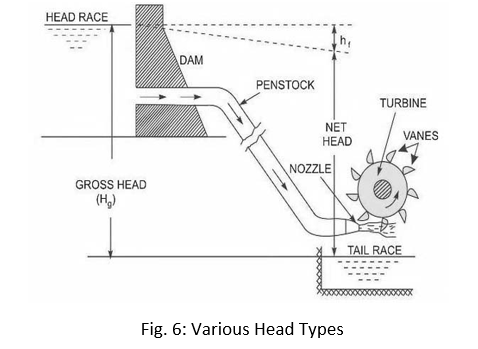 HEAD RACE
h_f
DAM
PENSTOCK
TURBINE
VANES
NET
HEAD
NOZZLE
GROSS HEAD
(H_g)
TAIL RACE
Fig. 6: Various Head Types